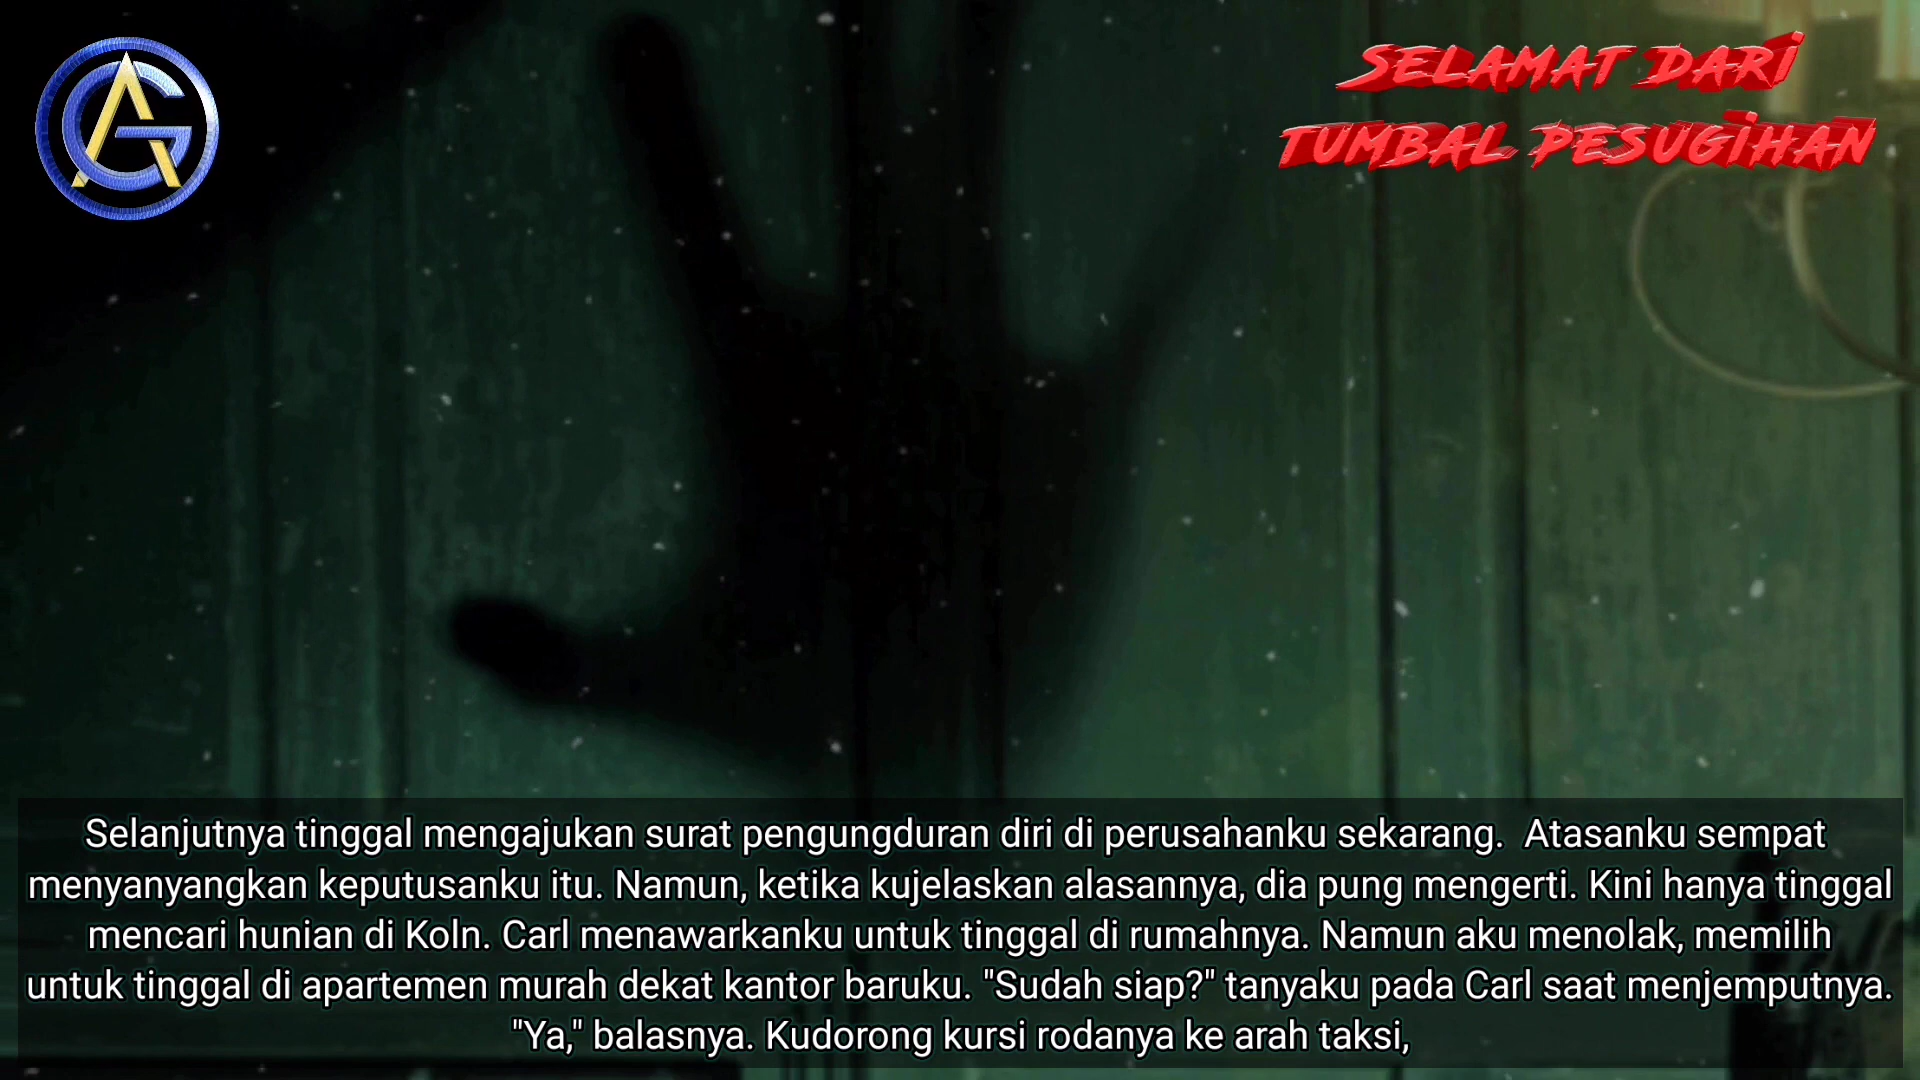 SELAMAT DARI
TUMBAL PESUGIHAN
Selanjutnya tinggal mengajukan surat pengungduran diri di perusahanku sekarang.  Atasanku sempat
menyanyangkan keputusanku itu. Namun, ketika kujelaskan alasannya, dia pung mengerti. Kini hanya tinggal
mencari hunian di Koln. Carl menawarkanku untuk tinggal di rumahnya. Namun aku menolak, memilih
untuk tinggal di apartemen murah dekat kantor baruku. "Sudah siap?" tanyaku pada Carl saat menjemputnya.
"Ya," balasnya. Kudorong kursi rodanya ke arah taksi,